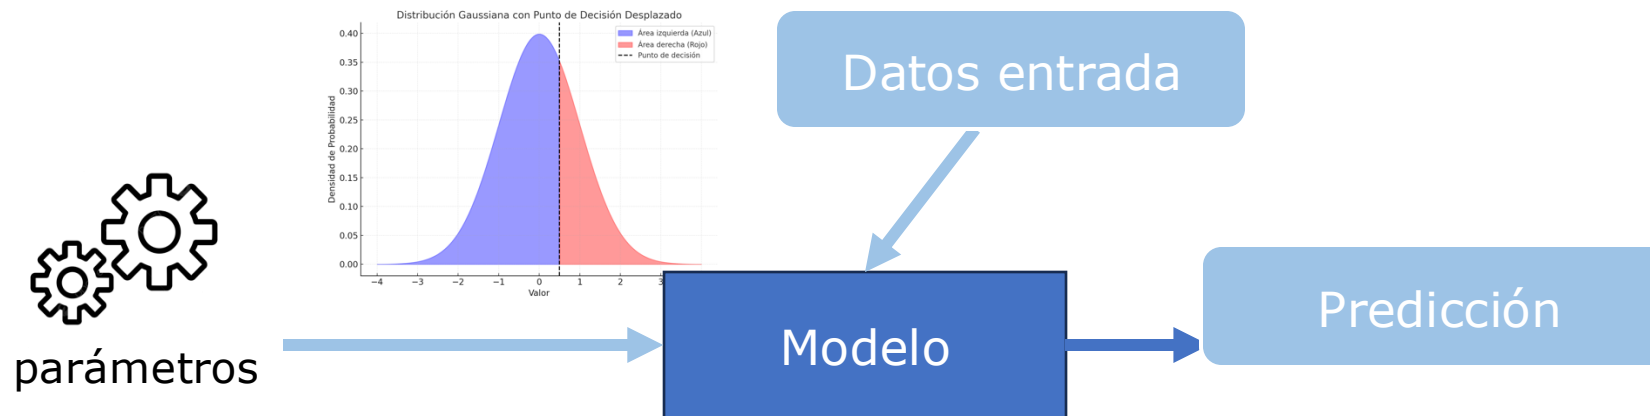 Distribución Gaussiana con Punto de Decisión Desplazado
Área izquierda (Azul)
Área derecha (Rojo)
Punto de decisión
Densidad de Probabilidad
0.40
0.35
0.30
0.25
0.20
0.15
0.10
0.05
0.00
−4 −3 −2 −1 0 1 2 3
Valor
Datos entrada
parámetros
Modelo
Predicción